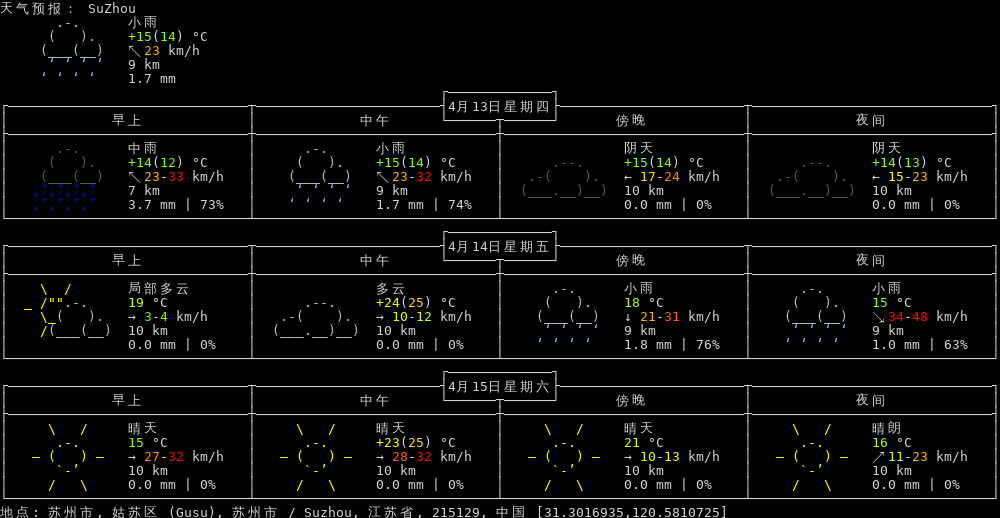 天气预报: SuZhou
小雨
+15(14) °C
↖ 23 km/h
9 km
1.7 mm
4月13日星期四
早上 中午 傍晚 夜间
中雨 小雨 阴天 阴天
+14(12) °C +15(14) °C +15(14) °C +14(13) °C
↖ 23-33 km/h ↖ 23-32 km/h ← 17-24 km/h ← 15-23 km/h
7 km 9 km 10 km 10 km
3.7 mm | 73% 1.7 mm | 74% 0.0 mm | 0% 0.0 mm | 0%
4月14日星期五
早上 中午 傍晚 夜间
局部多云 多云 小雨 小雨
19 °C +24(25) °C 18 °C 15 °C
→ 3-4 km/h → 10-12 km/h ↓ 21-31 km/h ↘ 34-48 km/h
10 km 10 km 9 km 9 km
0.0 mm | 0% 0.0 mm | 0% 1.8 mm | 76% 1.0 mm | 63%
4月15日星期六
早上 中午 傍晚 夜间
晴天 晴天 晴天 晴朗
15 °C +23(25) °C 21 °C 16 °C
→ 27-32 km/h → 28-32 km/h → 10-13 km/h ↗ 11-23 km/h
10 km 10 km 10 km 10 km
0.0 mm | 0% 0.0 mm | 0% 0.0 mm | 0% 0.0 mm | 0%
地点: 苏州市, 姑苏区 (Gusu), 苏州市 / Suzhou, 江苏省, 215129, 中国 [31.3016935,120.5810725]